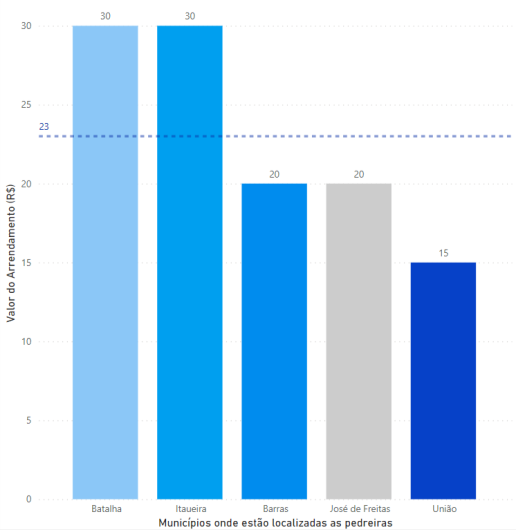 30
30
30
25
23
20
20
20
15
15
10
5
0
Valor do Arrendamento (R$)
Batalha
Itaueira
Barras
José de Freitas
União
Municípios onde estão localizadas as pedreiras